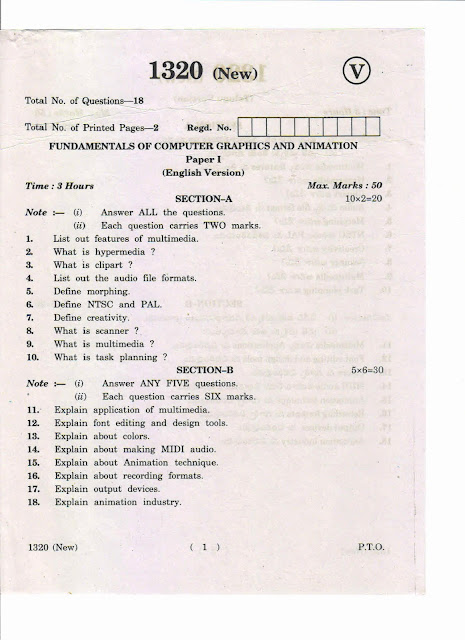 1320 (New)
V
Total No. of Questions—18
Total No. of Printed Pages—2 Regd. No.
FUNDAMENTALS OF COMPUTER GRAPHICS AND ANIMATION
Paper I
(English Version)
Time : 3 Hours Max. Marks : 50
SECTION-A 10×2=20
Note :— (i) Answer ALL the questions.
(ii) Each question carries TWO marks.
1. List out features of multimedia.
2. What is hypermedia ?
3. What is clipart ?
4. List out the audio file formats.
5. Define morphing.
6. Define NTSC and PAL.
7. Define creativity.
8. What is scanner ?
9. What is multimedia ?
10. What is task planning ?
SECTION-B 5×6=30
Note :— (i) Answer ANY FIVE questions.
(ii) Each question carries SIX marks.
11. Explain application of multimedia.
12. Explain font editing and design tools.
13. Explain about colors.
14. Explain about making MIDI audio.
15. Explain about Animation technique.
16. Explain about recording formats.
17. Explain output devices.
18. Explain animation industry.
1320 (New) ( 1 ) P.T.O.